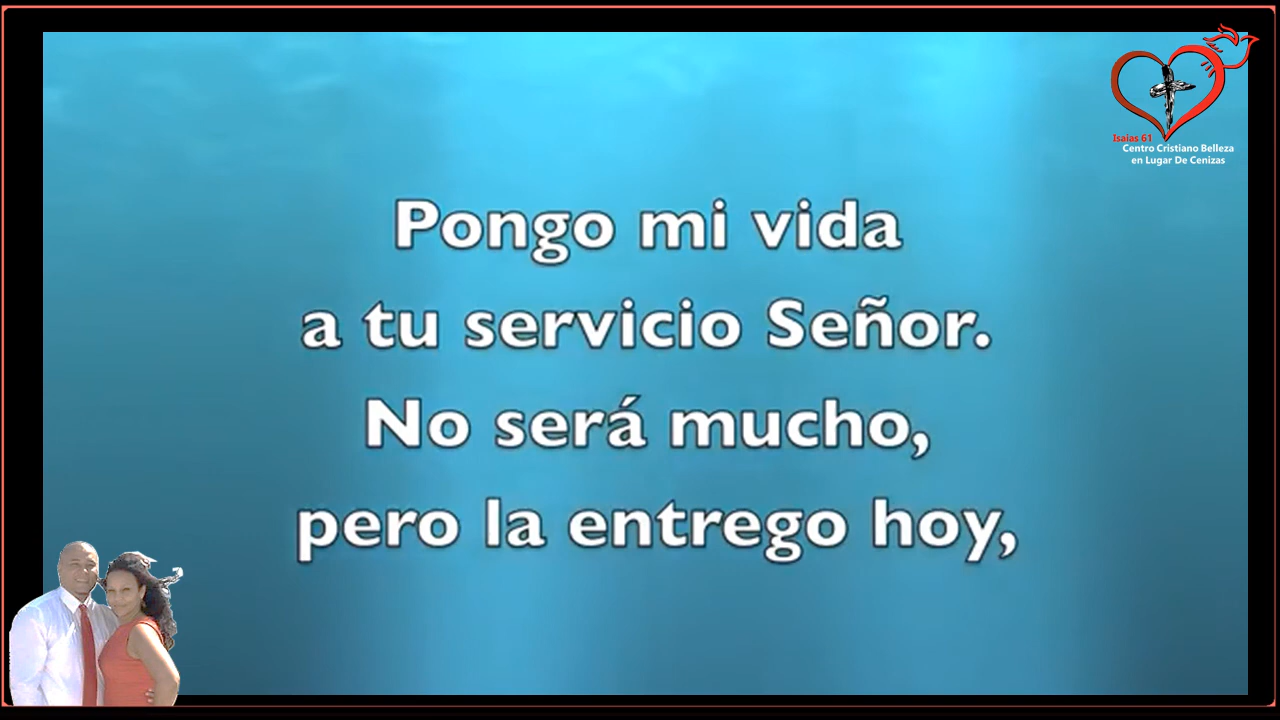 Isaias 61
Centro Cristiano Belleza
en Lugar De Cenizas
Pongo mi vida
a tu servicio Señor.
No será mucho,
pero la entrego hoy,